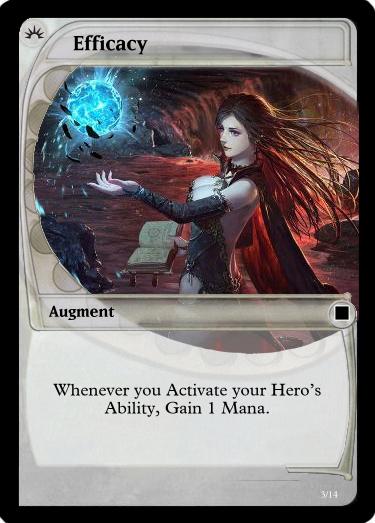 Efficacy
Augment
Whenever you Activate your Hero's
Ability, Gain 1 Mana.
3/14